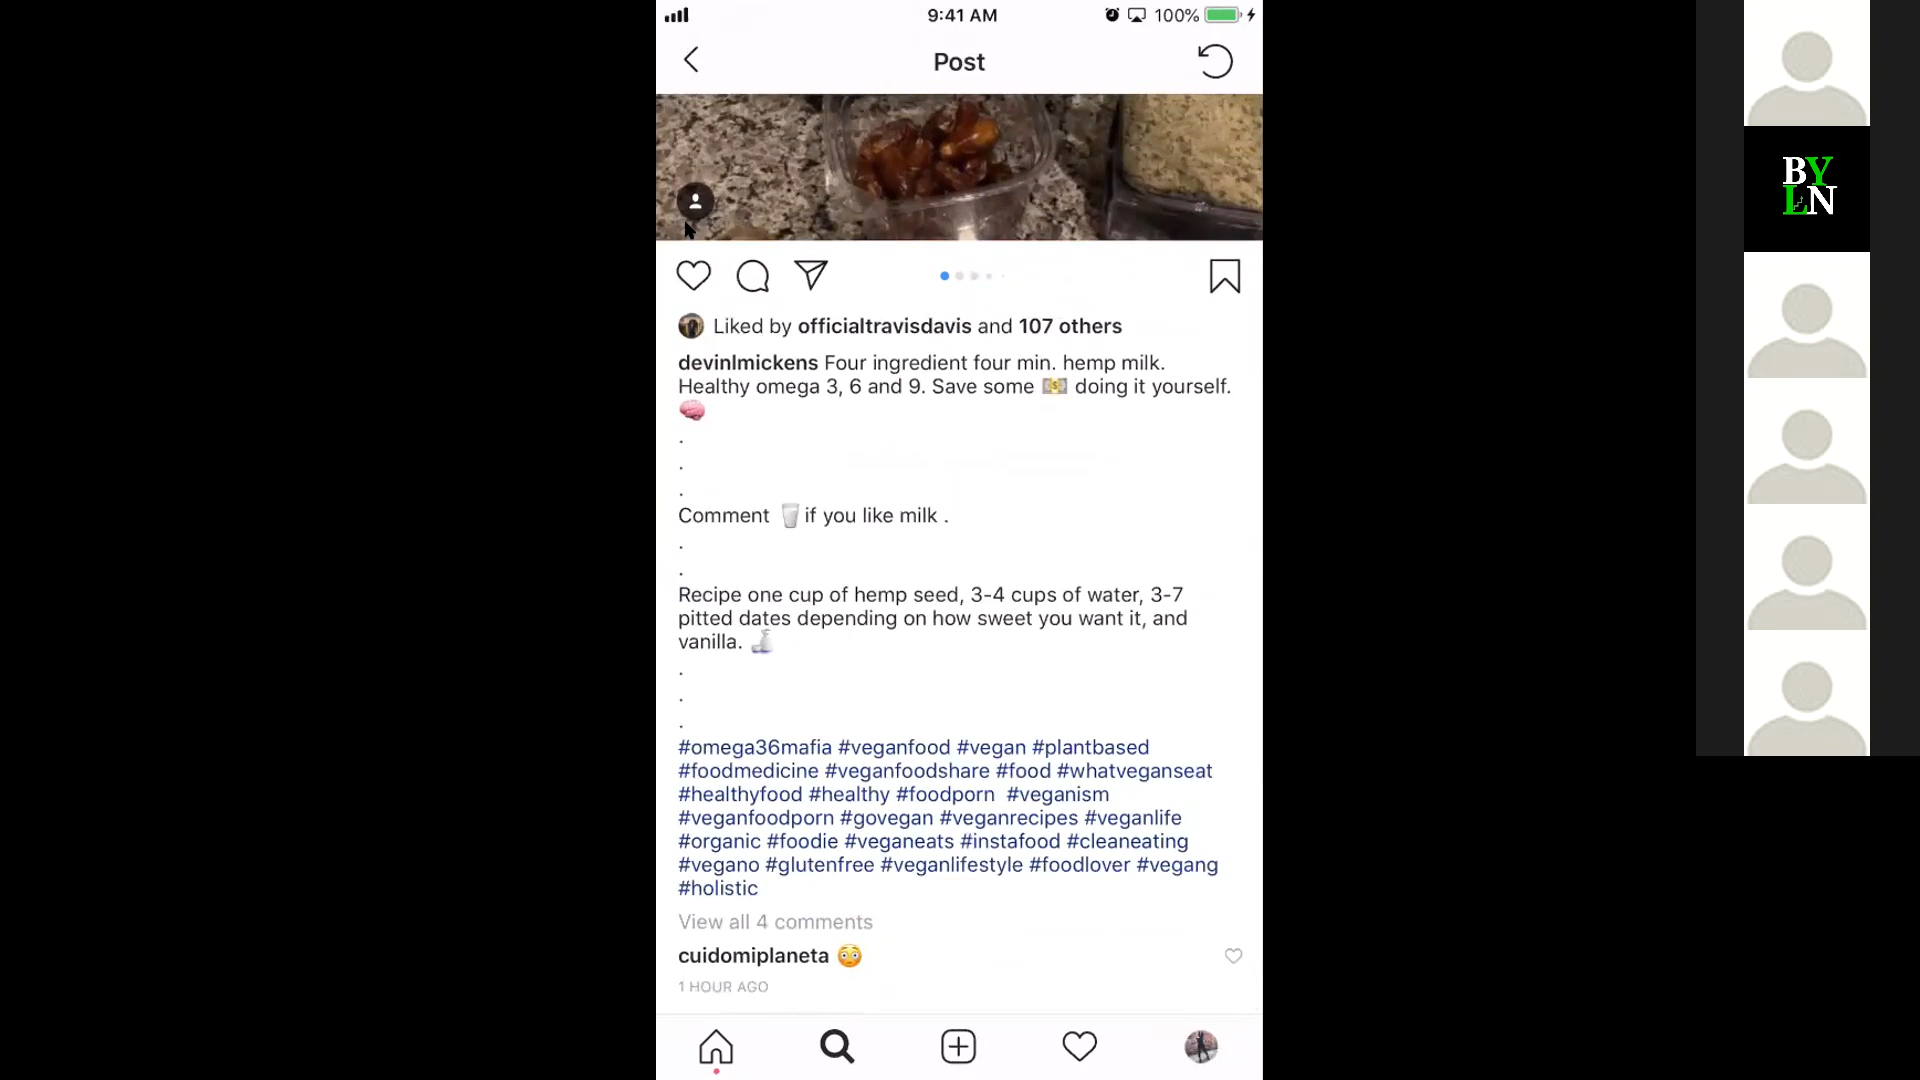 9:41 AM
100%
Post
Liked by officialtravisdavis and 107 others
devinlmickens Four ingredient four min. hemp milk.
Healthy omega 3, 6 and 9. Save some 💵 doing it yourself.
🧠
.
.
.
Comment 🥛 if you like milk .
.
.
Recipe one cup of hemp seed, 3-4 cups of water, 3-7
pitted dates depending on how sweet you want it, and
vanilla. 🍶
.
.
.
#omega36mafia #veganfood #vegan #plantbased
#foodmedicine #veganfoodshare #food #whatveganseat
#healthyfood #healthy #foodporn #veganism
#veganfoodporn #govegan #veganrecipes #veganlife
#organic #foodie #veganeats #instafood #cleaneating
#vegano #glutenfree #veganlifestyle #foodlover #vegang
#holistic
View all 4 comments
cuidomiplaneta 😳
1 HOUR AGO
BY
LN